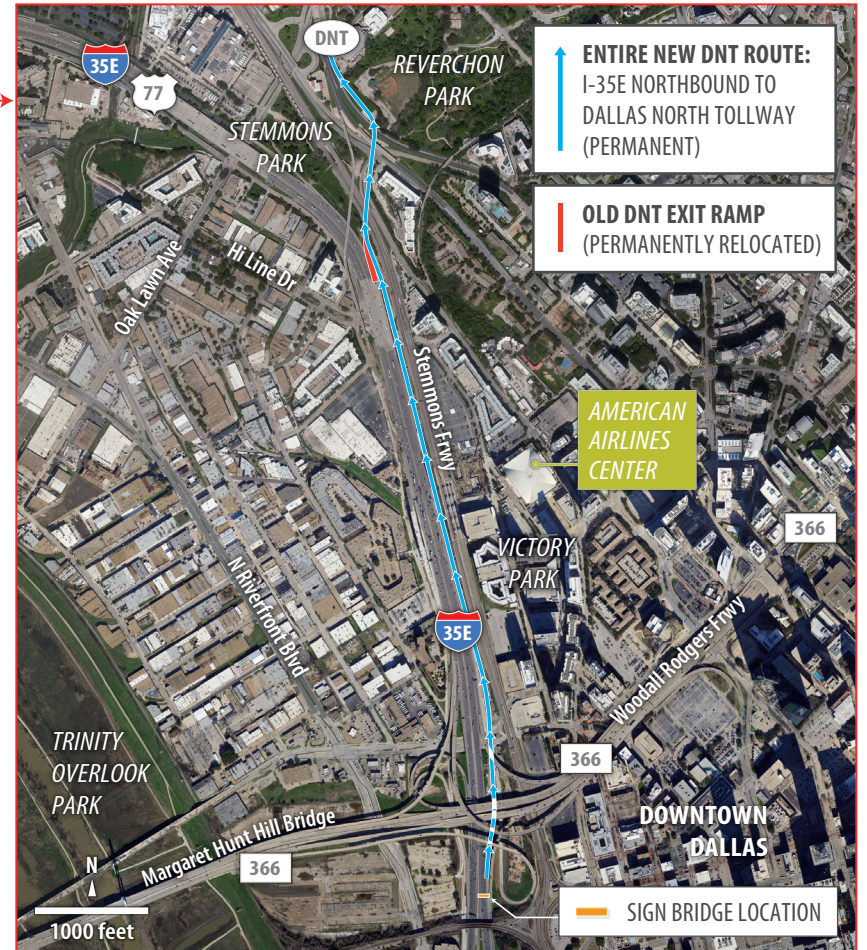 DNT
35E
77
REVERCHON
PARK
STEMMONS
PARK
ENTIRE NEW DNT ROUTE:
I-35E NORTHBOUND TO
DALLAS NORTH TOLLWAY
(PERMANENT)
OLD DNT EXIT RAMP
(PERMANENTLY RELOCATED)
Oak Lawn Ave
Hi Line Dr
Stemmons Frwy
AMERICAN
AIRLINES
CENTER
366
VICTORY
PARK
N Riverfront Blvd
35E
Woodall Rodgers Frwy
TRINITY
OVERLOOK
PARK
366
DOWNTOWN
DALLAS
Margaret Hunt Hill Bridge
366
N
1000 feet
SIGN BRIDGE LOCATION